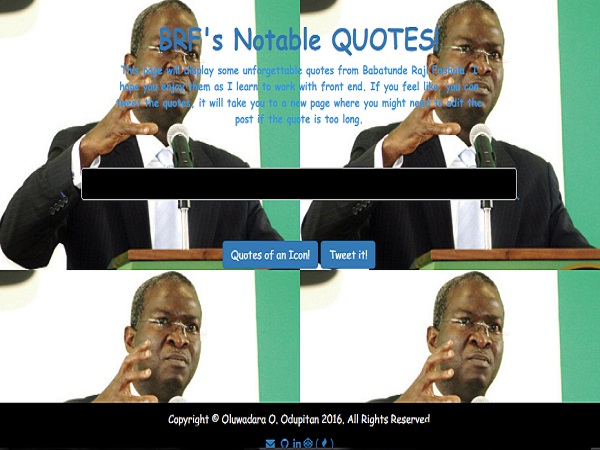 BRF's Notable QUOTES!
This page will display some unforgettable quotes from Babatunde Raji Fashola. I
hope you enjoy them as I learn to work with front end. If you feel like, you can
tweet the quotes, it will take you to a new page where you might need to edit the
post if the quote is too long.
Quotes of an Icon! Tweet it!
Copyright © Oluwadara O. Odupitan 2016. All Rights Reserved